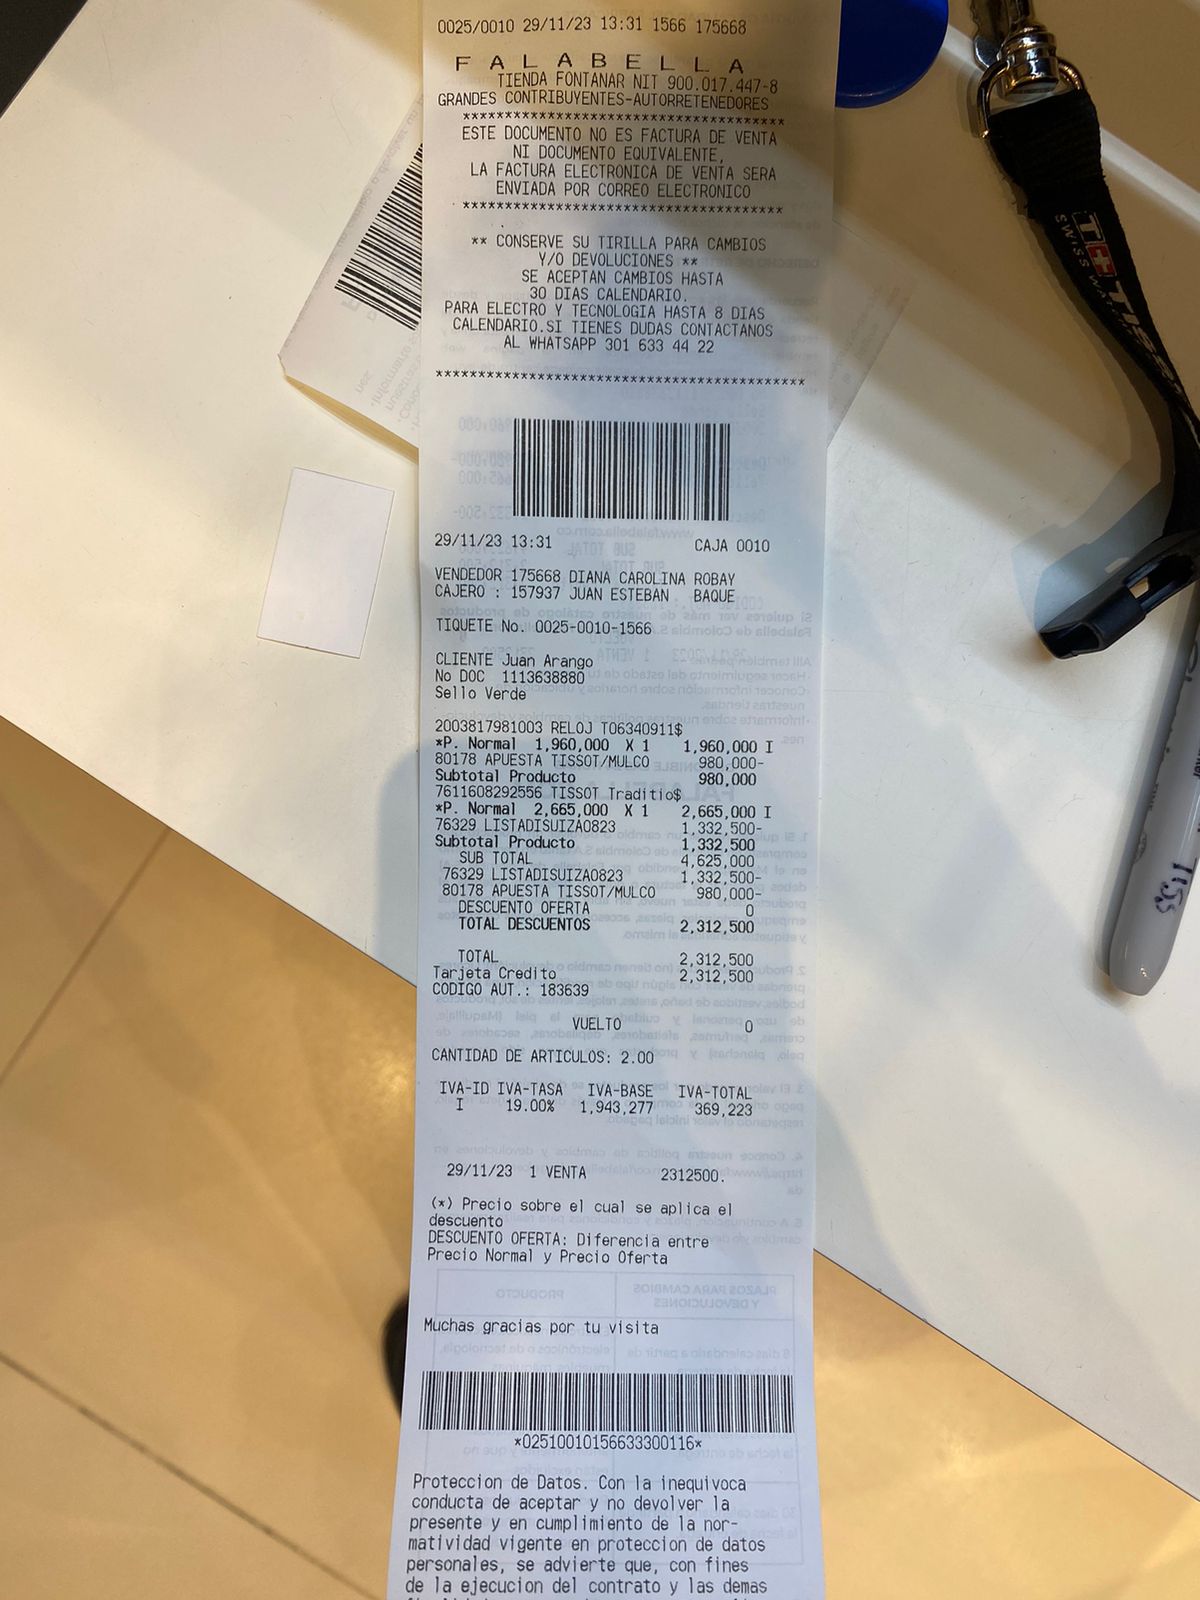 0025/0010 29/11/23 13:31 1566 175668
FALABELLA
TIENDA FONTANAR NIT 900.017.447-8
GRANDES CONTRIBUYENTES-AUTORRETENEDORES
************************************
ESTE DOCUMENTO NO ES FACTURA DE VENTA
NI DOCUMENTO EQUIVALENTE,
LA FACTURA ELECTRONICA DE VENTA SERA
ENVIADA POR CORREO ELECTRONICO
************************************
** CONSERVE SU TIRILLA PARA CAMBIOS
Y/O DEVOLUCIONES **
SE ACEPTAN CAMBIOS HASTA
30 DIAS CALENDARIO.
PARA ELECTRO Y TECNOLOGIA HASTA 8 DIAS
CALENDARIO.SI TIENES DUDAS CONTACTANOS
AL WHATSAPP 301 633 44 22
****************************************
29/11/23 13:31 CAJA 0010
VENDEDOR 175668 DIANA CAROLINA ROBAY
CAJERO : 157937 JUAN ESTEBAN BAQUE
TIQUETE No. 0025-0010-1566
CLIENTE Juan Arango
No DOC 1113638880
Sello Verde
2003817981003 RELOJ T06340911$
*P. Normal 1,960,000 X 1 1,960,000 I
80178 APUESTA TISSOT/MULCO 980,000-
Subtotal Producto 980,000
7611608292556 TISSOT Traditio$
*P. Normal 2,665,000 X 1 2,665,000 I
76329 LISTADISUIZA0823 1,332,500-
Subtotal Producto 1,332,500
SUB TOTAL 4,625,000
76329 LISTADISUIZA0823 1,332,500-
80178 APUESTA TISSOT/MULCO 980,000-
DESCUENTO OFERTA 0
TOTAL DESCUENTOS 2,312,500
TOTAL 2,312,500
Tarjeta Credito 2,312,500
CODIGO AUT.: 183639
VUELTO 0
CANTIDAD DE ARTICULOS: 2.00
IVA-ID IVA-TASA IVA-BASE IVA-TOTAL
I 19.00% 1,943,277 369,223
29/11/23 1 VENTA 2312500.
(*) Precio sobre el cual se aplica el
descuento
DESCUENTO OFERTA: Diferencia entre
Precio Normal y Precio Oferta
Muchas gracias por tu visita
*02510010156633300116*
Proteccion de Datos. Con la inequivoca
conducta de aceptar y no devolver la
presente y en cumplimiento de la nor-
matividad vigente en proteccion de datos
personales, se advierte que, con fines
de la ejecucion del contrato y las demas
TISSOT
SWISS WATCHES